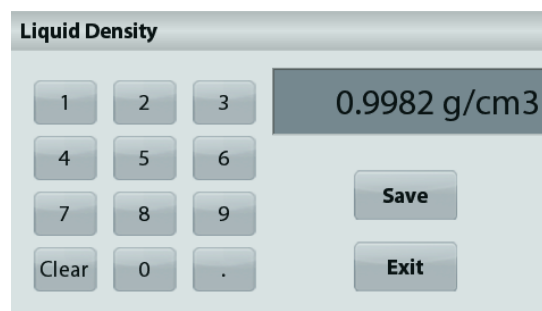 Liquid Density
1 2 3
0.9982 g/cm3
4 5 6
Save
7 8 9
Clear 0 .
Exit